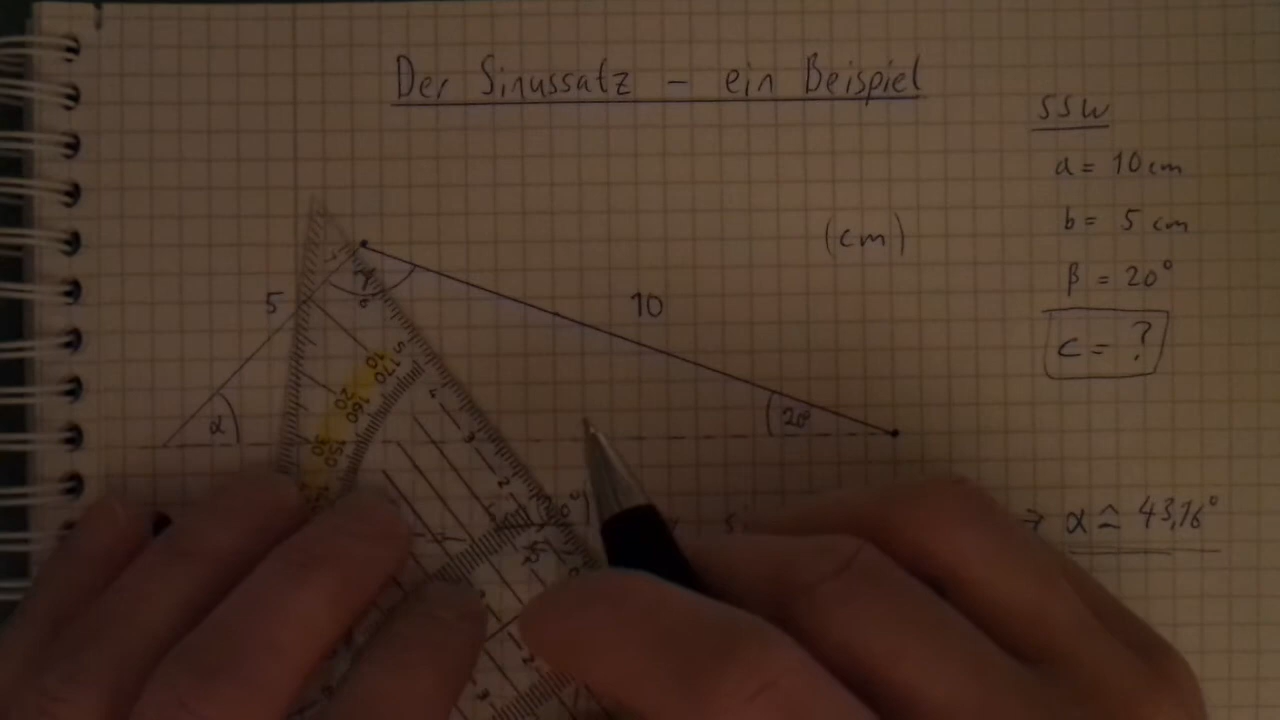 Der Sinussatz - ein Beispiel
SSW
a = 10 cm
b = 5 cm
β = 20°
c = ?
(cm)
5
10
α
20°
→ α ≙ 43,16°